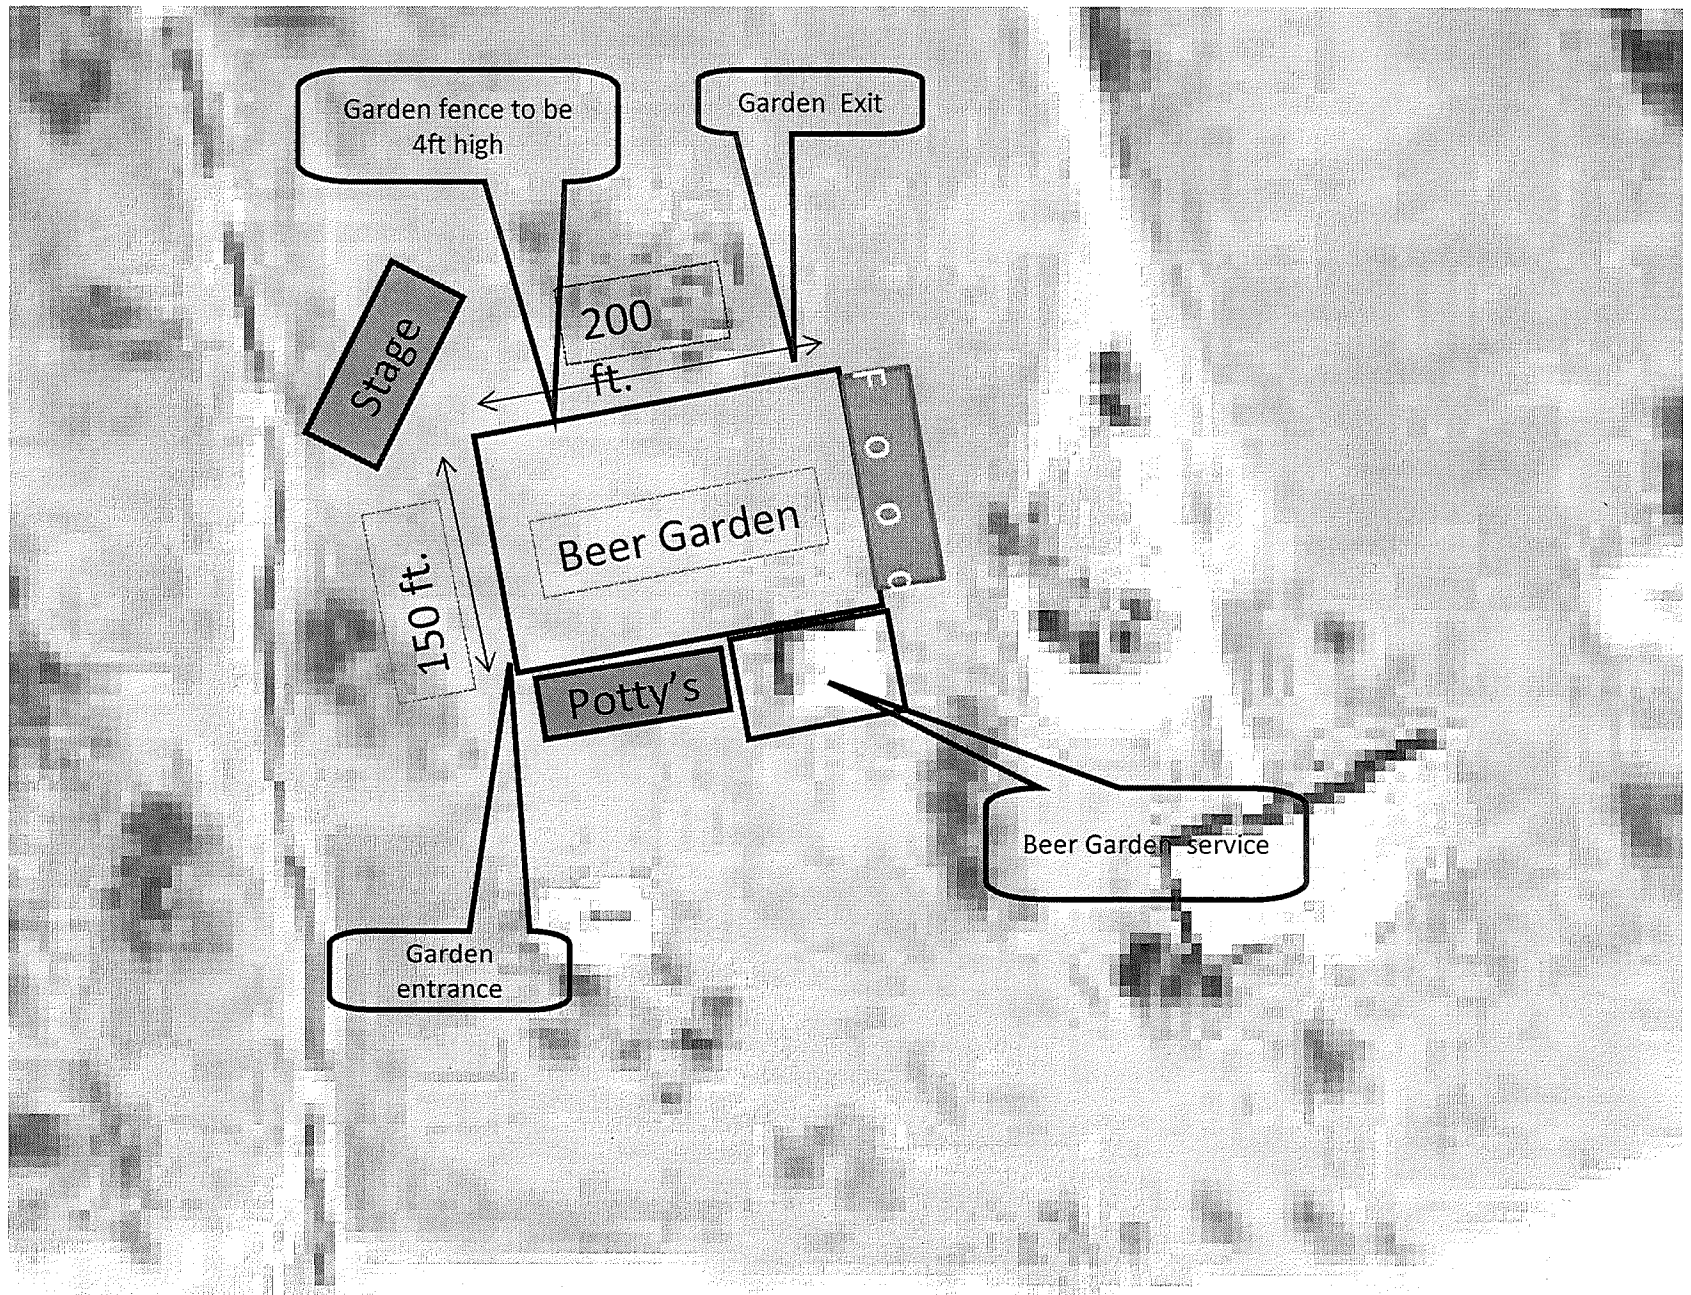 Garden fence to be
4ft high
Garden Exit
200
ft.
Stage
F
O
O
d
Beer Garden
150 ft.
Potty's
Beer Garden service
Garden
entrance